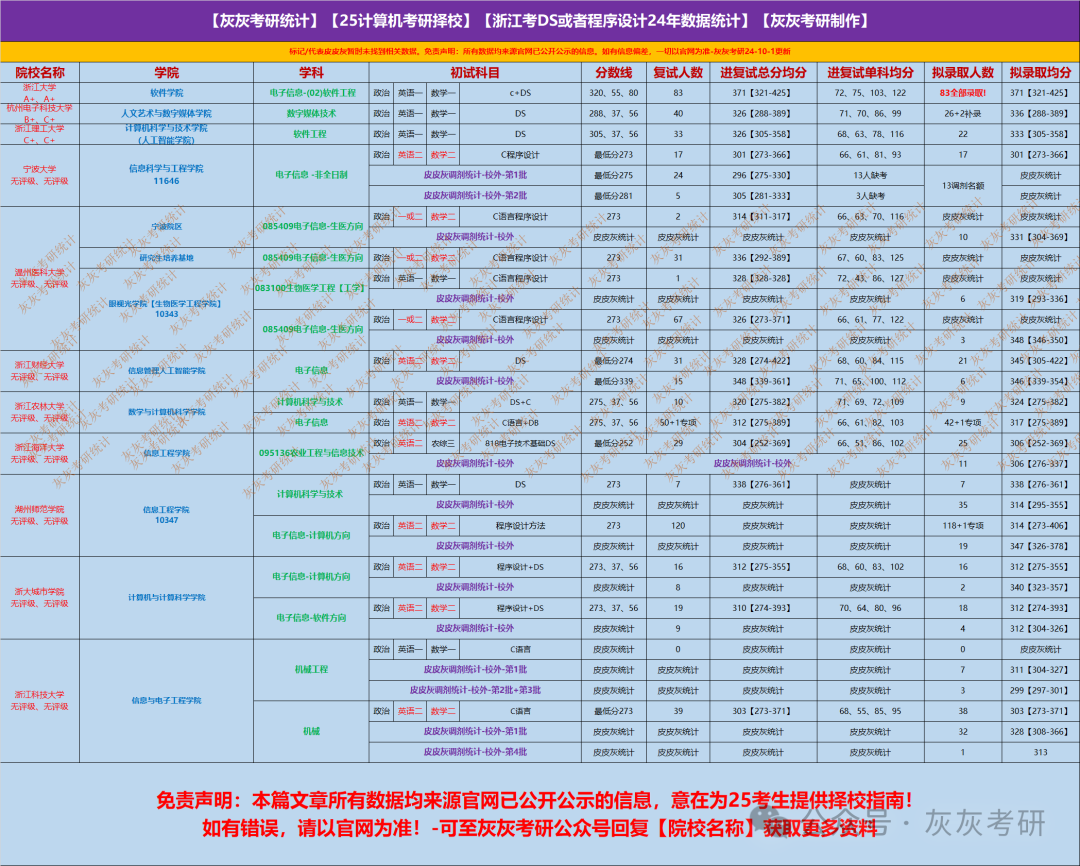 【灰灰考研统计】【25计算机考研择校】【浙江考DS或者程序设计24年数据统计】【灰灰考研制作】
标记/代表皮皮灰暂时未找到相关数据，免责声明：所有数据均来源官网已公开公示的信息，如有信息偏差，一切以官网为准-灰灰考研24-10-1更新
院校名称 学院 学科 初试科目 分数线 复试人数 进复试总分均分 进复试单科均分 拟录取人数 拟录取均分
浙江大学
A+、A+
软件学院 电子信息-(02)软件工程 政治 英语一 数学一 c+DS 320、55、80 83 371【321-425】 72、75、103、122 83全部录取! 371【321-425】
杭州电子科技大学
B+、C+
人文艺术与数字媒体学院 数字媒体技术 政治 英语一 数学一 DS 288、37、56 40 326【288-389】 71、70、86、99 26+2补录 336【288-389】
浙江理工大学
C+、C+
计算机科学与技术学院
(人工智能学院)
软件工程 政治 英语一 数学一 DS 305、37、56 33 326【305-358】 68、63、78、116 22 333【305-358】
宁波大学
无评级、无评级
信息科学与工程学院
11646
电子信息 -非全日制 政治 英语二 数学二 C程序设计 最低分273 17 301【273-366】 66、61、81、93 17 301【273-366】
皮皮灰调剂统计-校外-第1批 最低分275 24 296【275-330】 13人缺考 13调剂名额 皮皮灰统计
皮皮灰调剂统计-校外-第2批 最低分281 5 305【281-333】 3人缺考 皮皮灰统计
温州医科大学
无评级、无评级
宁波院区 085409电子信息-生医方向 政治 一或二 数学二 C语言程序设计 273 2 314【311-317】 66、63、70、116 皮皮灰统计 皮皮灰统计
皮皮灰调剂统计-校外 皮皮灰统计 皮皮灰统计 皮皮灰统计 皮皮灰统计 10 331【304-369】
研究生培养基地 085409电子信息-生医方向 政治 一或二 数学二 C语言程序设计 273 31 336【292-389】 67、60、83、125 皮皮灰统计 皮皮灰统计
眼视光学院【生物医学工程学院】
10343
083100生物医学工程【工学】 政治 英语一 数学一 C语言程序设计 273 1 328【328-328】 72、43、86、127 皮皮灰统计 皮皮灰统计
皮皮灰调剂统计-校外 皮皮灰统计 皮皮灰统计 皮皮灰统计 皮皮灰统计 6 319【293-336】
085409电子信息-生医方向 政治 一或二 数学二 C语言程序设计 273 67 326【273-371】 66、61、77、122 皮皮灰统计 皮皮灰统计
皮皮灰调剂统计-校外 皮皮灰统计 皮皮灰统计 皮皮灰统计 皮皮灰统计 3 348【346-350】
浙江财经大学
无评级、无评级
信息管理人工智能学院 电子信息 政治 英语二 数学二 DS 最低分274 31 328【274-422】 68、60、84、115 21 345【305-422】
皮皮灰调剂统计-校外 最低分339 15 348【339-361】 71、65、100、112 6 346【339-354】
浙江农林大学
无评级、无评级
数学与计算机科学学院 计算机科学与技术 政治 英语一 数学一 DS+C 275、37、56 10 320【275-382】 71、69、72、109 9 324【275-382】
电子信息 政治 英语二 数学二 C语言+DB 275、37、56 50+1专项 312【275-389】 66、61、82、103 42+1专项 317【275-389】
浙江海洋大学
无评级、无评级
信息工程学院 095136农业工程与信息技术 政治 英语二 农综三 818电子技术基础DS 最低分252 29 304【252-369】 66、51、86、102 25 306【252-369】
皮皮灰调剂统计-校外 皮皮灰调剂统计-校外 11 306【276-337】
湖州师范学院
无评级、无评级
信息工程学院
10347
计算机科学与技术 政治 英语一 数学一 DS 273 7 338【276-361】 皮皮灰统计 7 338【276-361】
皮皮灰调剂统计-校外 皮皮灰统计 皮皮灰统计 皮皮灰统计 皮皮灰统计 35 314【295-355】
电子信息-计算机方向 政治 英语二 数学二 程序设计方法 273 120 皮皮灰统计 皮皮灰统计 118+1专项 314【273-406】
皮皮灰调剂统计-校外 皮皮灰统计 皮皮灰统计 皮皮灰统计 皮皮灰统计 19 347【326-378】
浙大城市学院
无评级、无评级
计算机与计算科学学院 电子信息-计算机方向 政治 英语二 数学二 程序设计+DS 273、37、56 16 312【275-355】 68、60、83、102 16 312【275-355】
皮皮灰调剂统计-校外 皮皮灰统计 8 皮皮灰统计 皮皮灰统计 2 340【323-357】
电子信息-软件方向 政治 英语二 数学二 程序设计+DS 273、37、56 19 310【274-393】 70、64、80、96 18 312【274-393】
皮皮灰调剂统计-校外 皮皮灰统计 9 皮皮灰统计 皮皮灰统计 4 312【304-326】
浙江科技大学
无评级、无评级
信息与电子工程学院 机械工程 政治 英语一 数学一 C语言 皮皮灰统计 0 皮皮灰统计 皮皮灰统计 0 皮皮灰统计
皮皮灰调剂统计-校外-第1批 皮皮灰统计 皮皮灰统计 皮皮灰统计 皮皮灰统计 7 311【304-327】
皮皮灰调剂统计-校外-第2批+第3批 皮皮灰统计 皮皮灰统计 皮皮灰统计 皮皮灰统计 3 299【297-301】
机械 政治 英语二 数学二 C语言 最低分273 39 303【273-371】 68、55、85、95 38 303【273-371】
皮皮灰调剂统计-校外-第1批 皮皮灰统计 皮皮灰统计 皮皮灰统计 皮皮灰统计 32 328【308-366】
皮皮灰调剂统计-校外-第4批 皮皮灰统计 皮皮灰统计 皮皮灰统计 皮皮灰统计 1 313
免责声明：本篇文章所有数据均来源官网已公开公示的信息，意在为25考生提供择校指南！
如有错误，请以官网为准！-可至灰灰考研公众号回复【院校名称】获取更多资料
公众号 · 灰灰考研